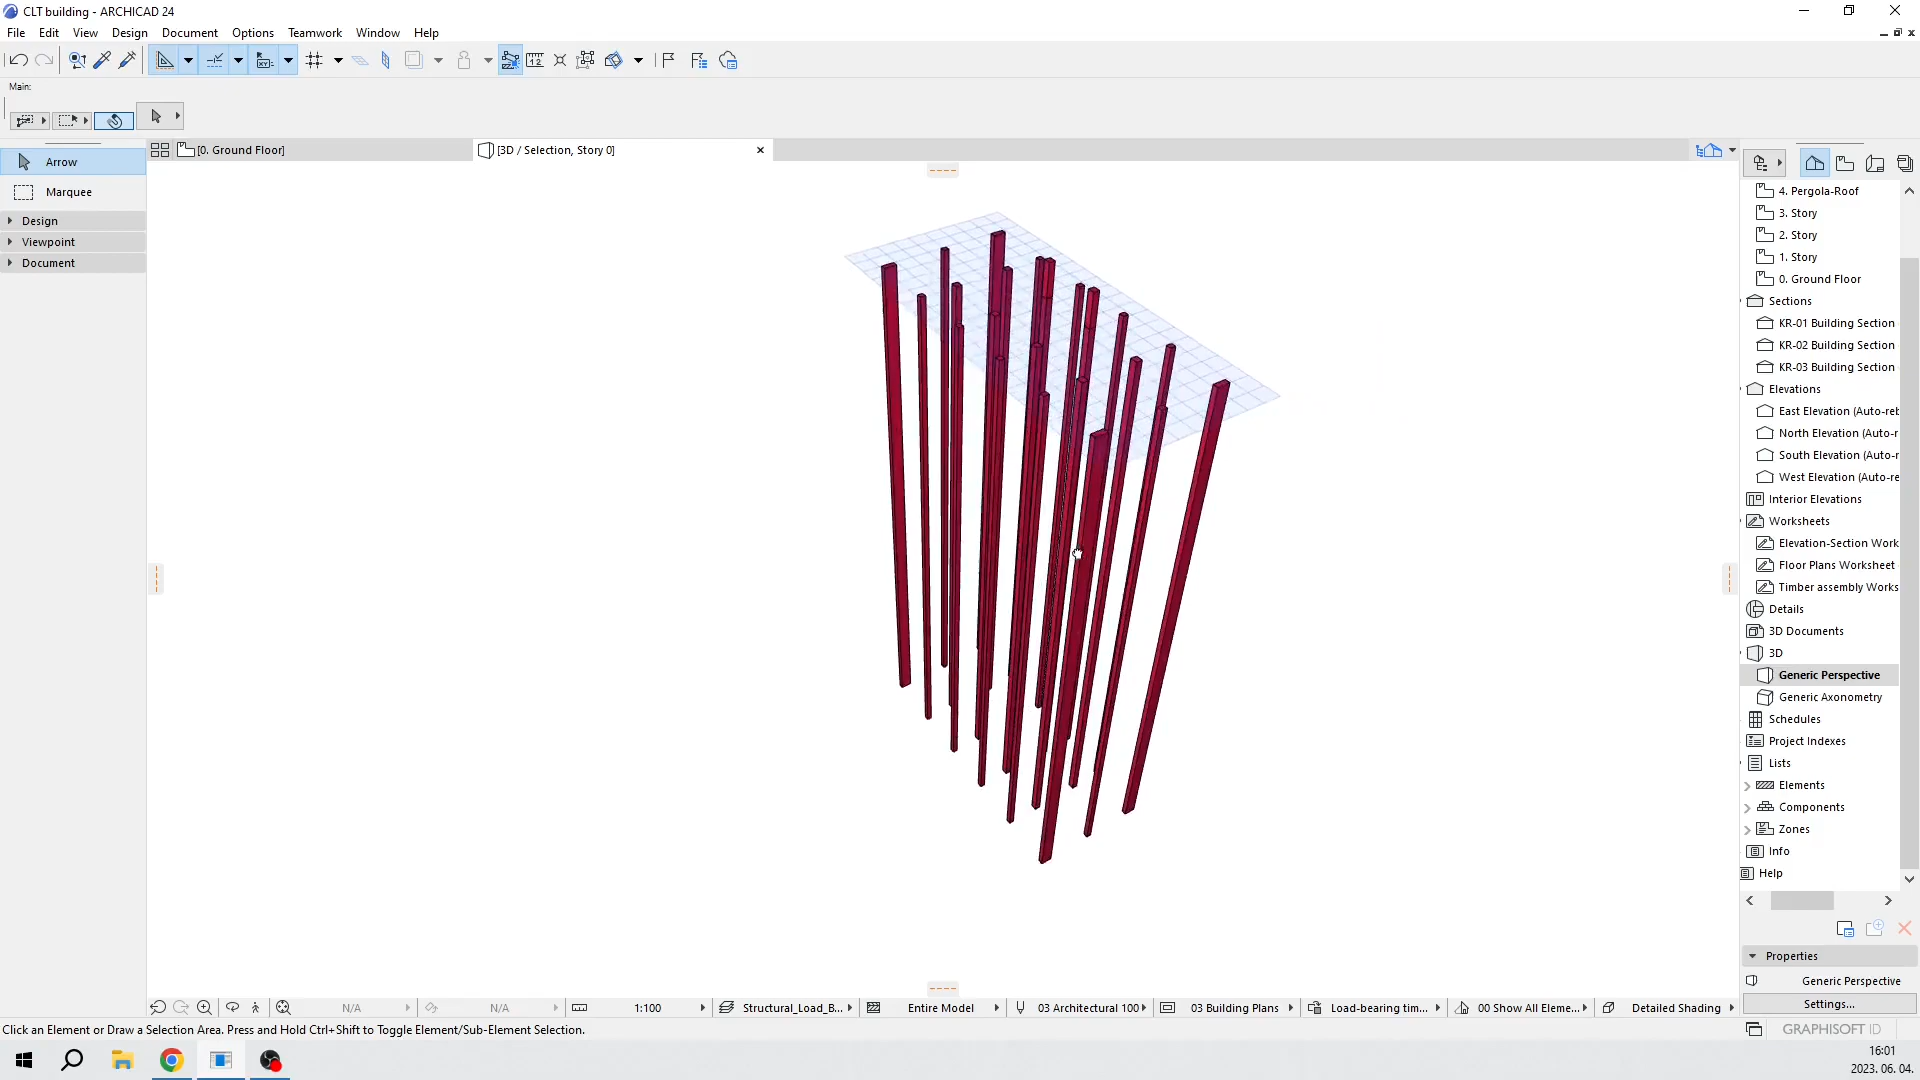 CLT building - ARCHICAD 24
File Edit View Design Document Options Teamwork Window Help
Main:
[0. Ground Floor]
[3D / Selection, Story 0]
Arrow
Marquee
Design
Viewpoint
Document
4. Pergola-Roof
3. Story
2. Story
1. Story
0. Ground Floor
Sections
KR-01 Building Section
KR-02 Building Section
KR-03 Building Section
Elevations
East Elevation (Auto-reb
North Elevation (Auto-r
South Elevation (Auto-r
West Elevation (Auto-re
Interior Elevations
Worksheets
Elevation-Section Work
Floor Plans Worksheet
Timber assembly Works
Details
3D Documents
3D
Generic Perspective
Generic Axonometry
Schedules
Project Indexes
Lists
Elements
Components
Zones
Info
Help
Properties
Generic Perspective
Settings...
N/A N/A 1:100 Structural_Load_B... Entire Model 03 Architectural 100 03 Building Plans Load-bearing tim... 00 Show All Eleme... Detailed Shading
Click an Element or Draw a Selection Area. Press and Hold Ctrl+Shift to Toggle Element/Sub-Element Selection.
GRAPHISOFT ID
16:01
2023. 06. 04.